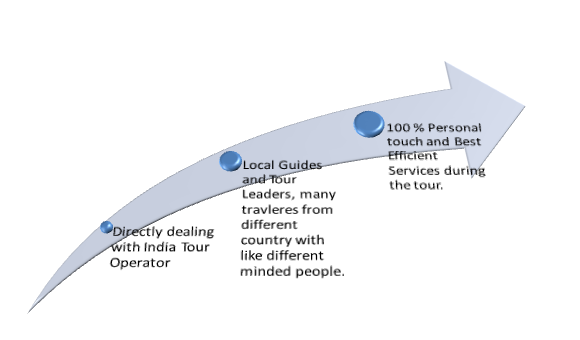 Directly dealing
with India Tour
Operator
Local Guides
and Tour
Leaders, many
travleres from
different
country with
like different
minded people.
100 % Personal
touch and Best
Efficient
Services during
the tour.